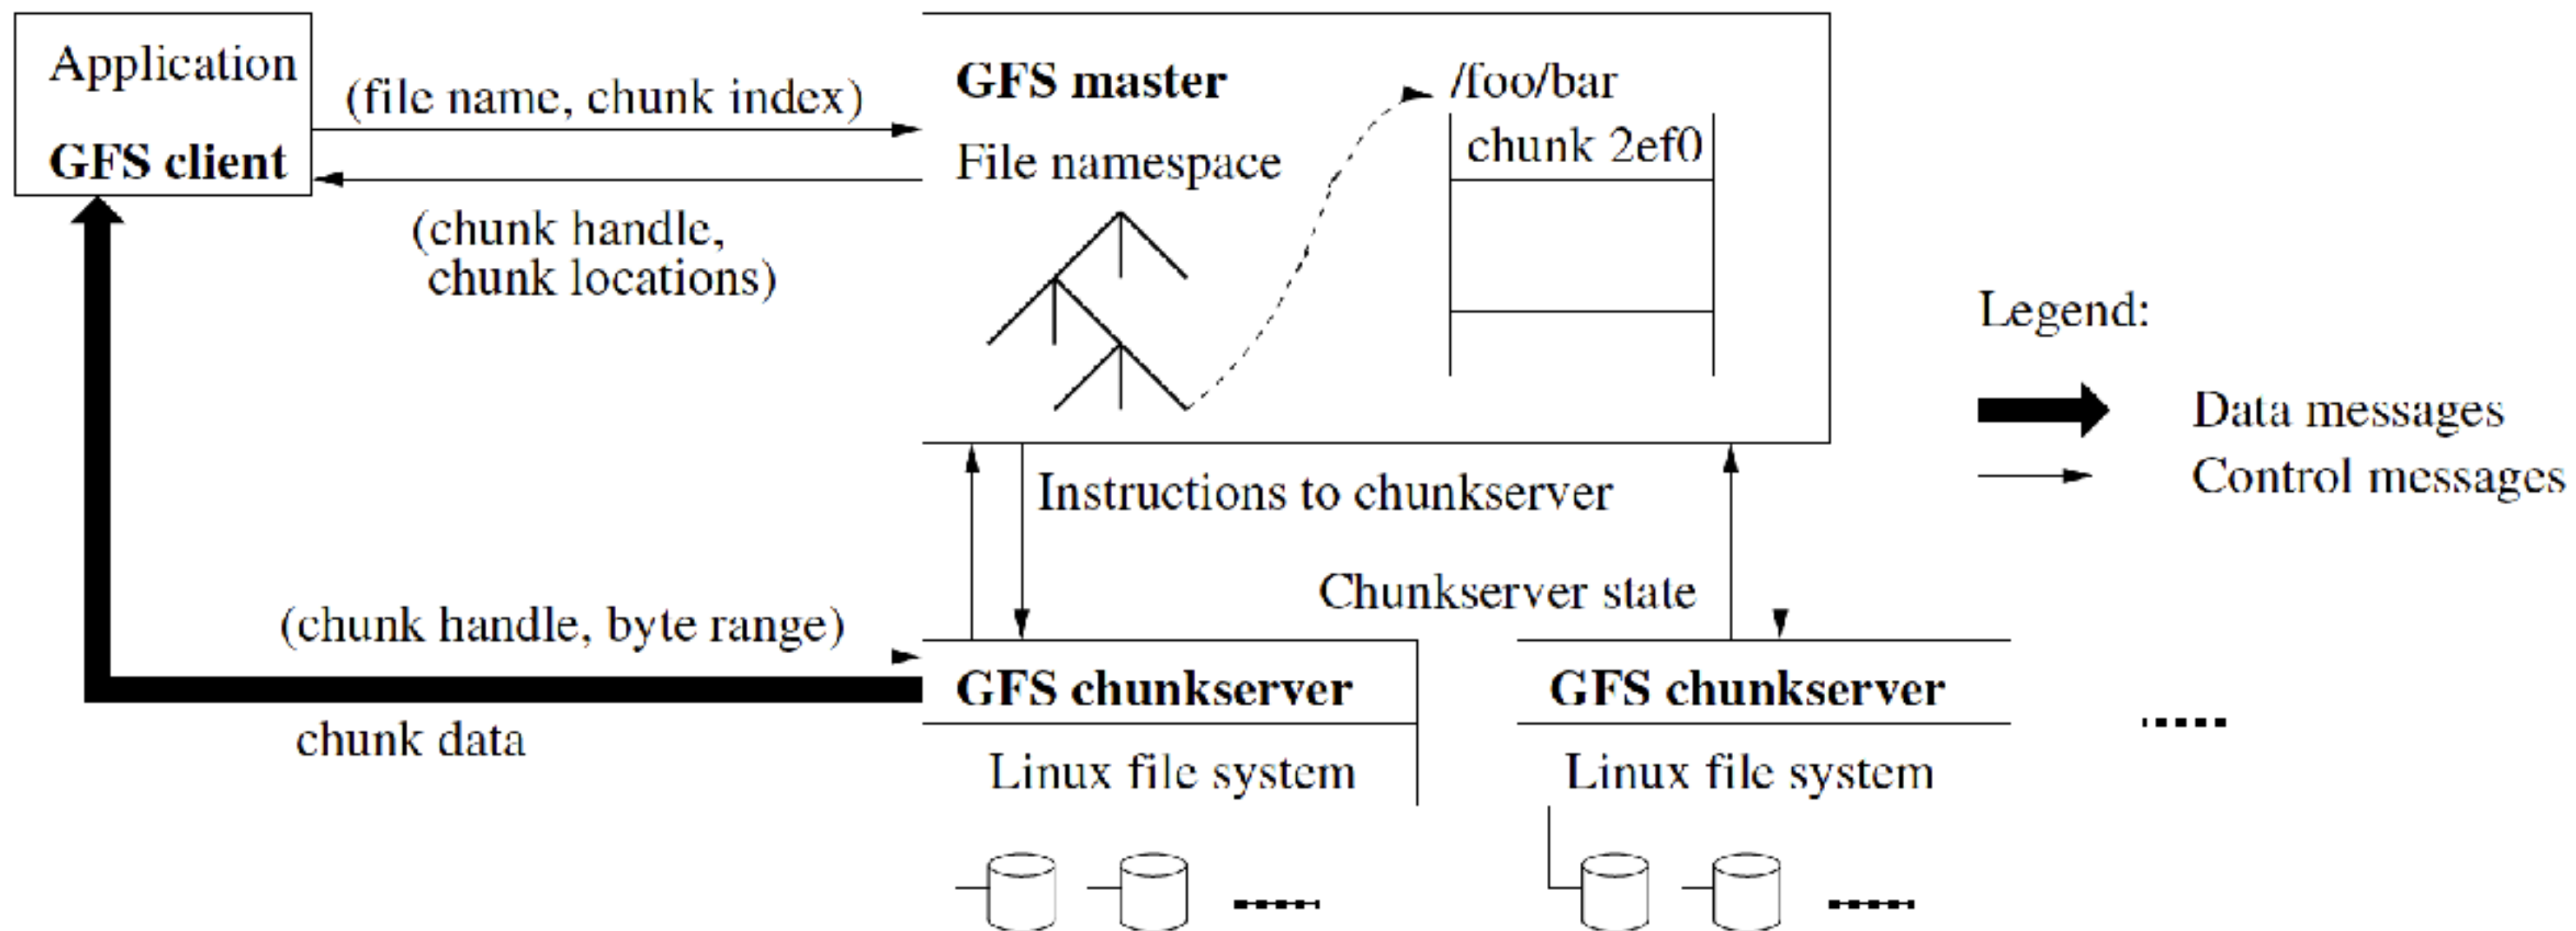 Application
GFS client
(file name, chunk index)
(chunk handle,
chunk locations)
GFS master
File namespace
/foo/bar
chunk 2ef0
Legend:
Data messages
Control messages
Instructions to chunkserver
Chunkserver state
(chunk handle, byte range)
chunk data
GFS chunkserver
Linux file system
GFS chunkserver
Linux file system